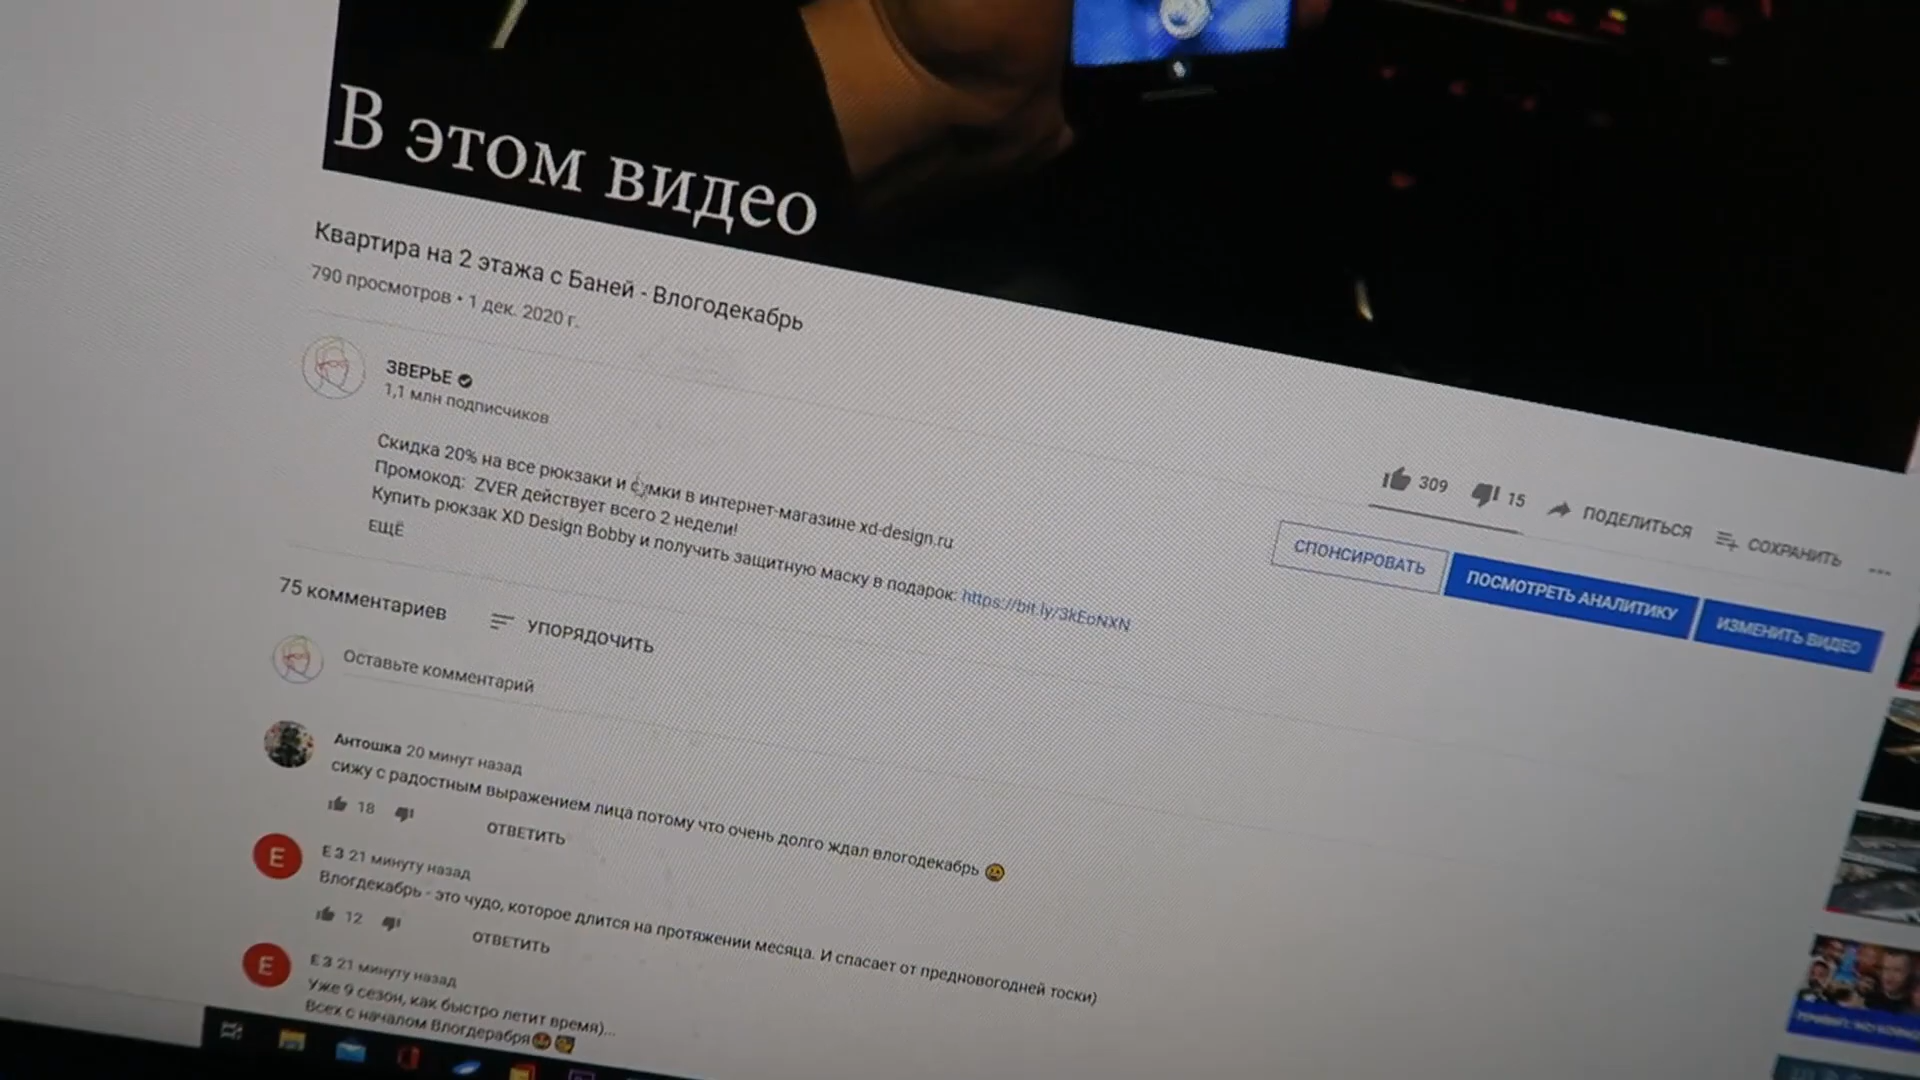 В этом видео
Квартира на 2 этажа с Баней - Влогодекабрь
790 просмотров • 1 дек. 2020 г.
309
15
ПОДЕЛИТЬСЯ
СОХРАНИТЬ
ЗВЕРЬЕ
1,1 млн подписчиков
СПОНСИРОВАТЬ
ПОСМОТРЕТЬ АНАЛИТИКУ
ИЗМЕНИТЬ ВИДЕО
Скидка 20% на все рюкзаки и сумки в интернет-магазине xd-design.ru
Промокод: ZVER действует всего 2 недели!
Купить рюкзак XD Design Bobby и получить защитную маску в подарок: https://bit.ly/3kEoNXN
ЕЩЁ
75 комментариев
УПОРЯДОЧИТЬ
Оставьте комментарий
Антошка 20 минут назад
сижу с радостным выражением лица потому что очень долго ждал влогодекабрь
18
ОТВЕТИТЬ
E
E 3 21 минуту назад
Влогдекабрь - это чудо, которое длится на протяжении месяца. И спасает от предновогодней тоски)
12
ОТВЕТИТЬ
E
E 3 21 минуту назад
Уже 9 сезон, как быстро летит время)...
Всех с началом Влогдерабря